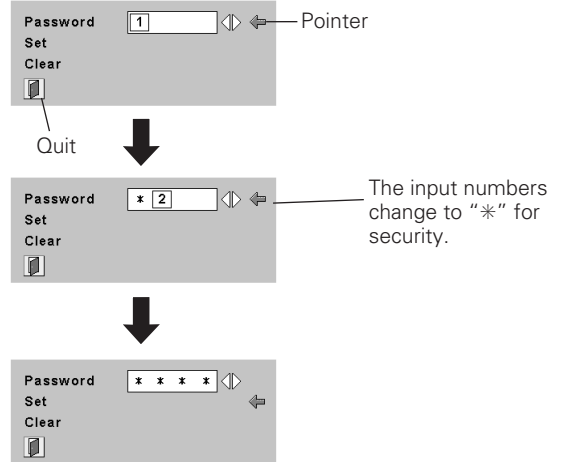 Password 1 Pointer
Set
Clear
Quit
Password * 2
Set
Clear
The input numbers
change to “✳” for
security.
Password * * * *
Set
Clear